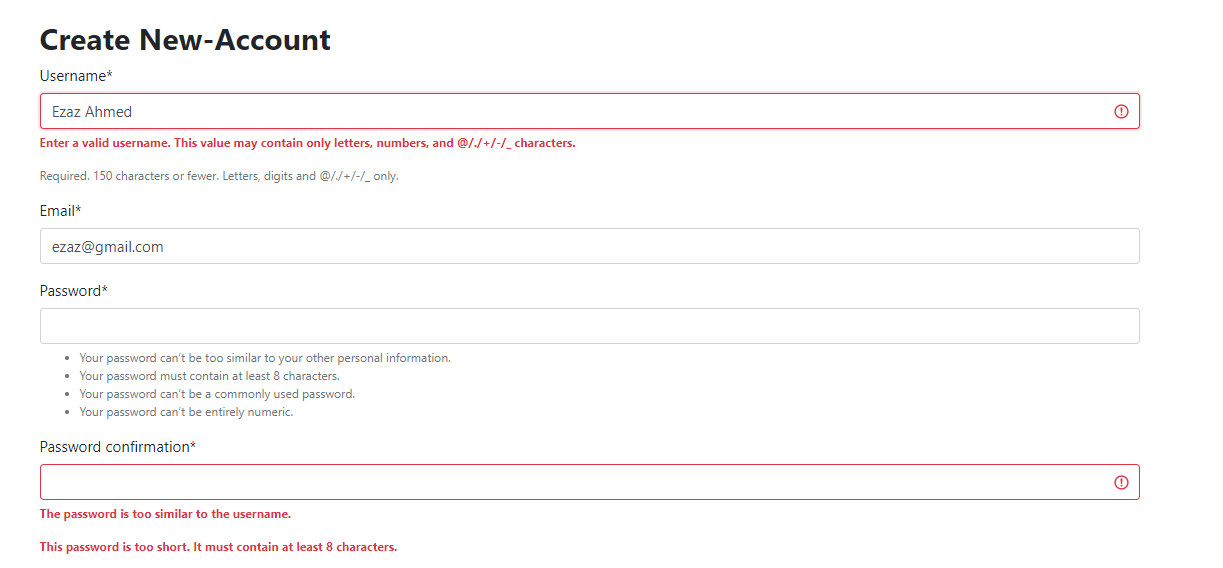 Create New-Account
Username*
Ezaz Ahmed
Enter a valid username. This value may contain only letters, numbers, and @/./+/-/_ characters.
Required. 150 characters or fewer. Letters, digits and @/./+/-/_ only.
Email*
ezaz@gmail.com
Password*
• Your password can't be too similar to your other personal information.
• Your password must contain at least 8 characters.
• Your password can't be a commonly used password.
• Your password can't be entirely numeric.
Password confirmation*
The password is too similar to the username.
This password is too short. It must contain at least 8 characters.